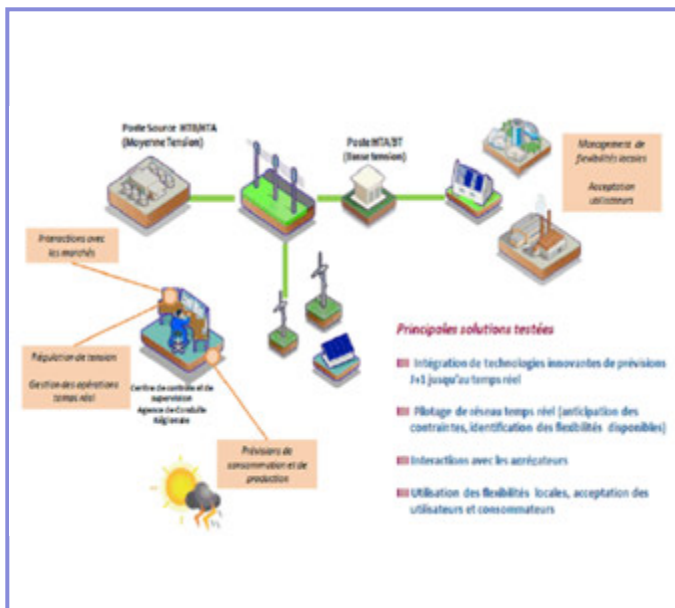 Poste Source HTB/HTA
(Moyenne Tension)
Poste HTA/BT
(Basse tension)
Management de
flexibilités locales
Acceptation
utilisateurs
Interactions avec
les marchés
Régulation de tension
Gestion des opérations
temps réel
Centre de contrôle et de
supervision
Agence de Conduite
Régionale
Prévisions de
consommation et de
production
Principales solutions testées
Intégration de technologies innovantes de prévisions
J+1 jusqu'au temps réel
Pilotage de réseau temps réel (anticipation des
contraintes, identification des flexibilités disponibles)
Interactions avec les agrégateurs
Utilisation des flexibilités locales, acceptation des
utilisateurs et consommateurs